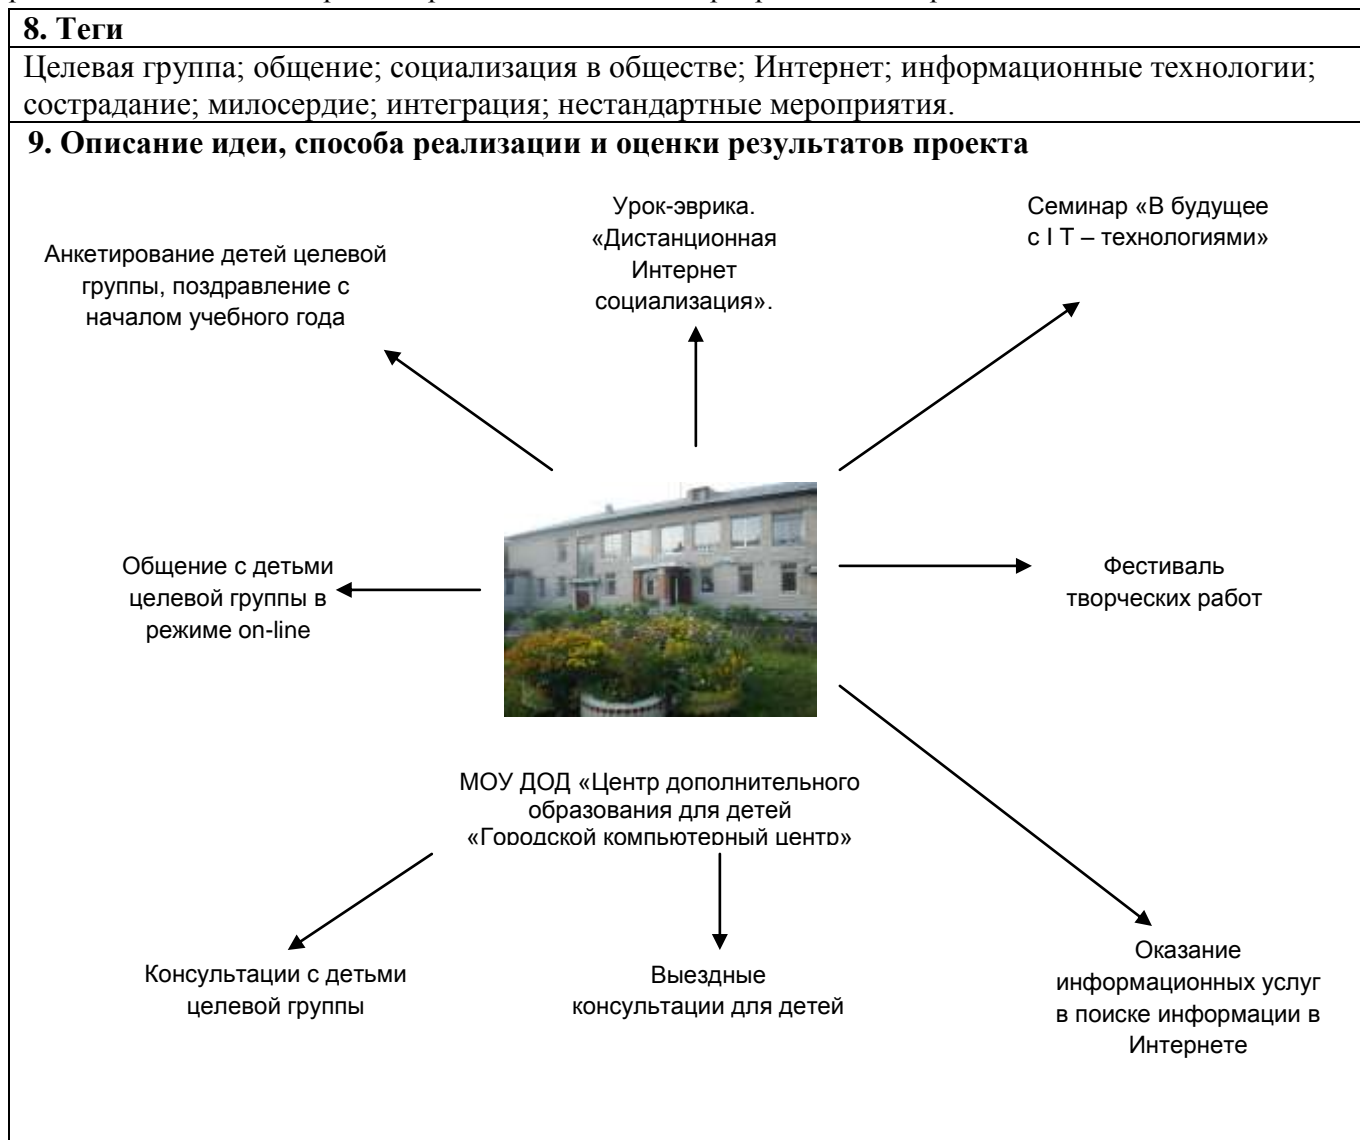 8. Теги
Целевая группа; общение; социализация в обществе; Интернет; информационные технологии;
сострадание; милосердие; интеграция; нестандартные мероприятия.
9. Описание идеи, способа реализации и оценки результатов проекта
Анкетирование детей целевой
группы, поздравление с
началом учебного года
Урок-эврика.
«Дистанционная
Интернет
социализация».
Семинар «В будущее
с I T – технологиями»
Общение с детьми
целевой группы в
режиме on-line
Фестиваль
творческих работ
МОУ ДОД «Центр дополнительного
образования для детей
«Городской компьютерный центр»
Консультации с детьми
целевой группы
Выездные
консультации для детей
Оказание
информационных услуг
в поиске информации в
Интернете